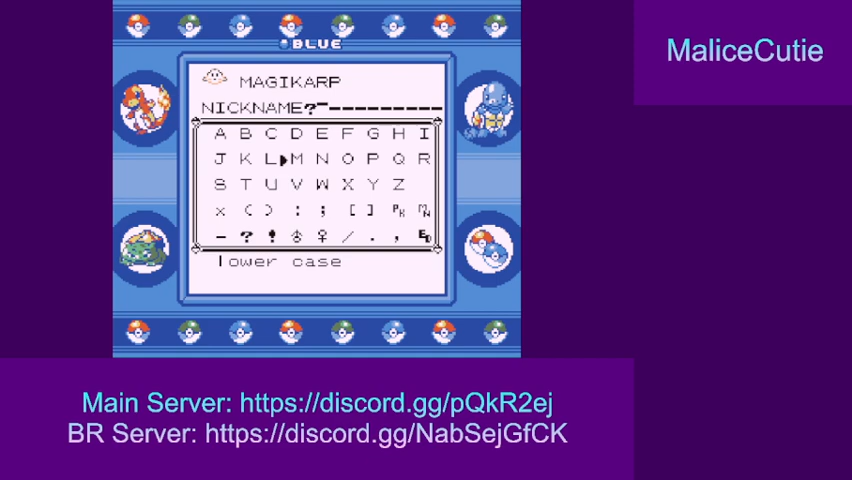 BLUE
MaliceCutie
MAGIKARP
NICKNAME?
A B C D E F G H I
J K L M N O P Q R
S T U V W X Y Z
× ( ) : ; [ ] PK MN
- ? ! ♂ ♀ / . , ED
lower case
Main Server: https://discord.gg/pQkR2ej
BR Server: https://discord.gg/NabSejGfCK